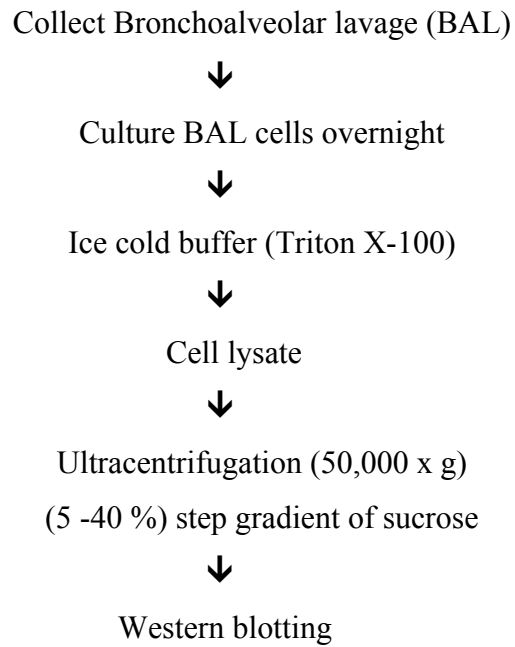 Collect Bronchoalveolar lavage (BAL)
Culture BAL cells overnight
Ice cold buffer (Triton X-100)
Cell lysate
Ultracentrifugation (50,000 x g)
(5 -40 %) step gradient of sucrose
Western blotting